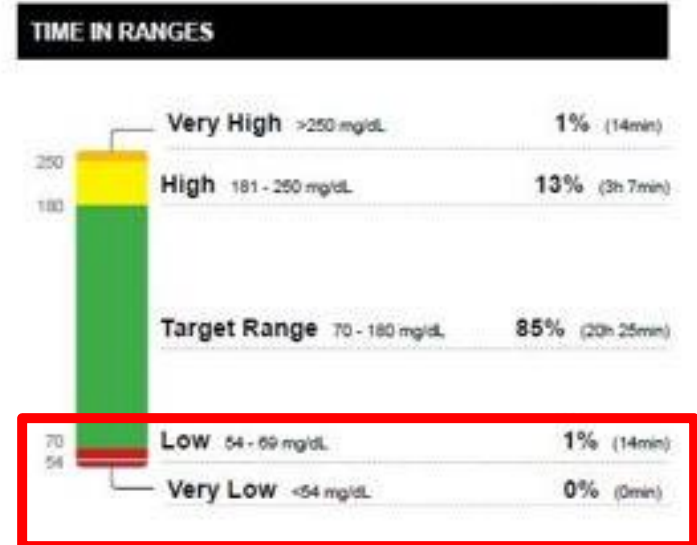 TIME IN RANGES
Very High >250 mg/dL 1% (14min)
250
High 181 - 250 mg/dL 13% (3h 7min)
180
Target Range 70 - 180 mg/dL 85% (20h 25min)
70 Low 54 - 69 mg/dL 1% (14min)
54
Very Low <54 mg/dL 0% (0min)